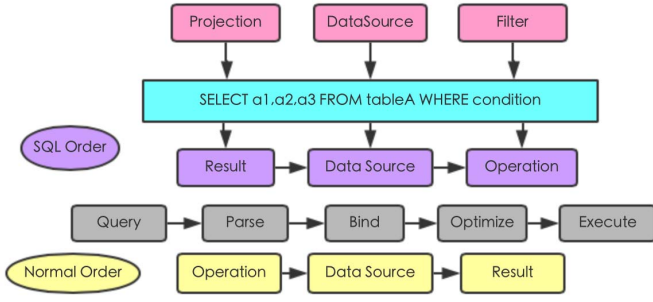 Projection
DataSource
Filter
SELECT a1,a2,a3 FROM tableA WHERE condition
SQL Order
Result
Data Source
Operation
Query
Parse
Bind
Optimize
Execute
Normal Order
Operation
Data Source
Result